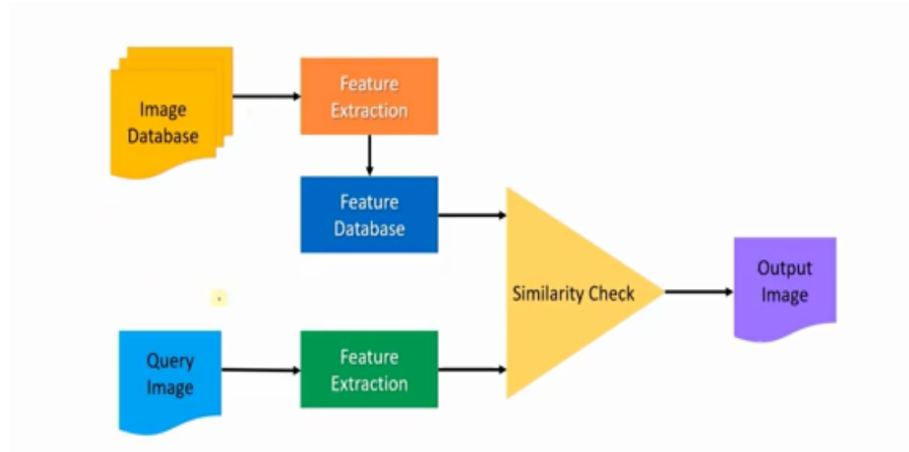 Image
Database
Feature
Extraction
Feature
Database
Similarity Check
Output
Image
Query
Image
Feature
Extraction